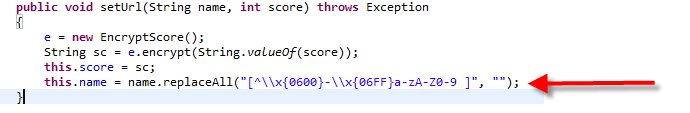 public void setUrl(String name, int score) throws Exception
{
e = new EncryptScore();
String sc = e.encrypt(String.valueOf(score));
this.score = sc;
this.name = name.replaceAll("[^\\x{0600}-\\x{06FF}a-zA-Z0-9 ]", "");
}